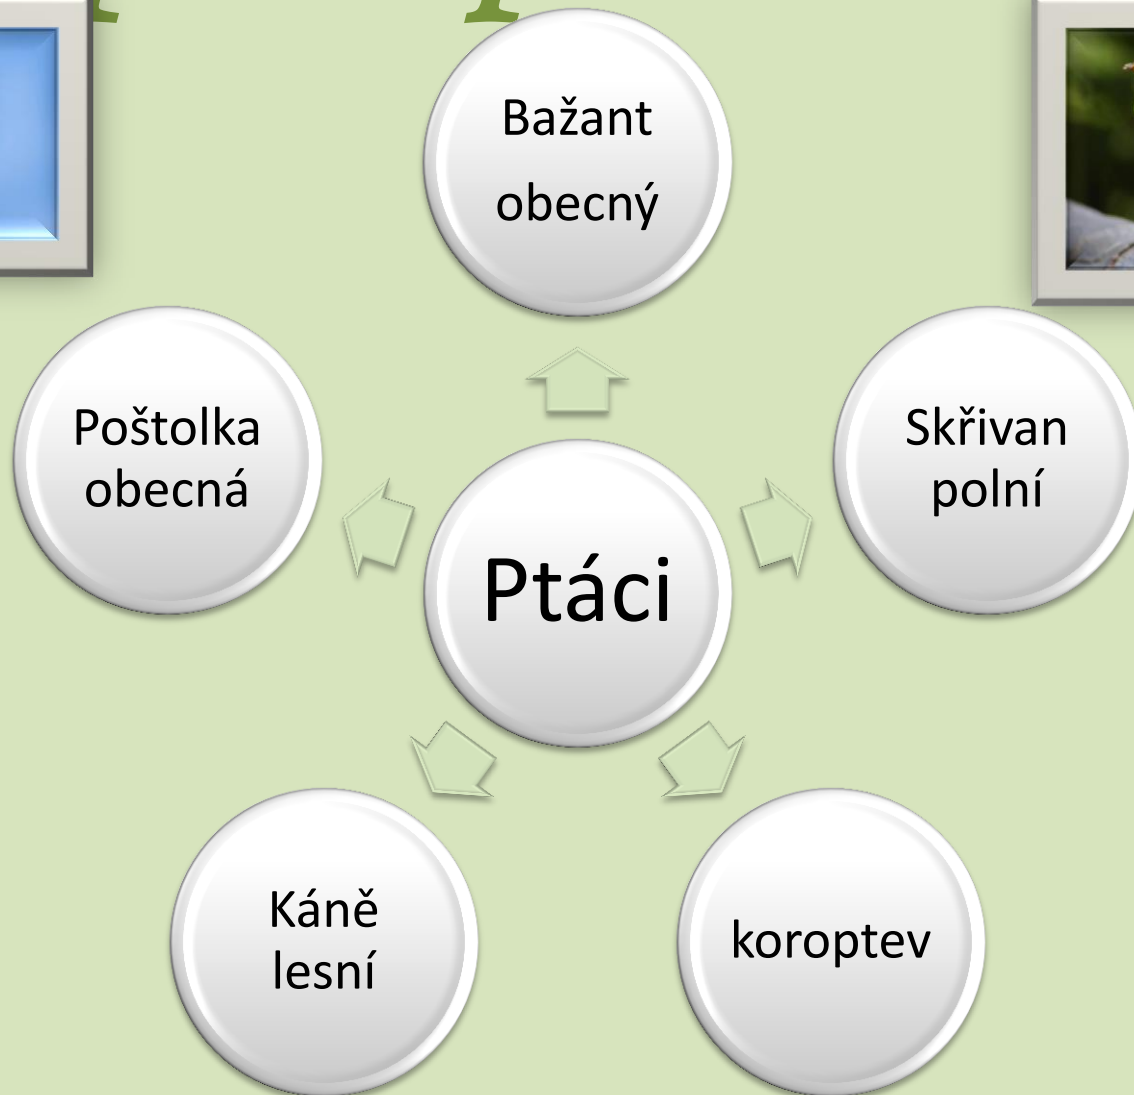 Bažant
obecný
Poštolka
obecná
Skřivan
polní
Ptáci
Káně
lesní
koroptev